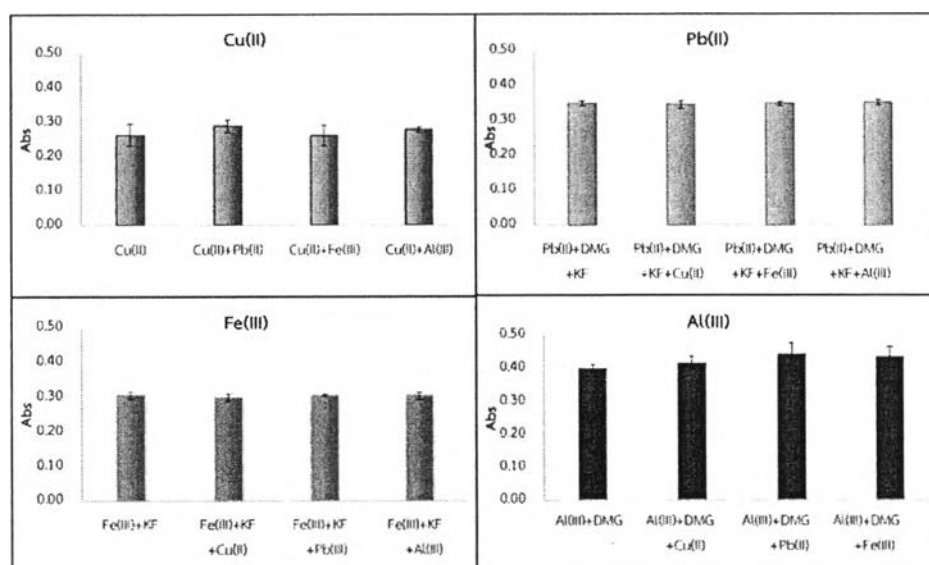 Cu(II)
0.50
0.40
0.30
0.20
0.10
0.00
Abs
Cu(II)
Cu(II)+Pb(II)
Cu(II)+Fe(III)
Cu(II)+Al(III)
Pb(II)
0.50
0.40
0.30
0.20
0.10
0.00
Abs
Pb(II)+DMG
+KF
Pb(II)+DMG
+KF+Cu(II)
Pb(II)+DMG
+KF+Fe(III)
Pb(II)+DMG
+KF+Al(III)
Fe(III)
0.50
0.40
0.30
0.20
0.10
0.00
Abs
Fe(III)+KF
Fe(III)+KF
+Cu(II)
Fe(III)+KF
+Pb(III)
Fe(III)+KF
+Al(III)
Al(III)
0.50
0.40
0.30
0.20
0.10
0.00
Abs
Al(III)+DMG
Al(III)+DMG
+Cu(II)
Al(III)+DMG
+Pb(II)
Al(III)+DMG
+Fe(III)